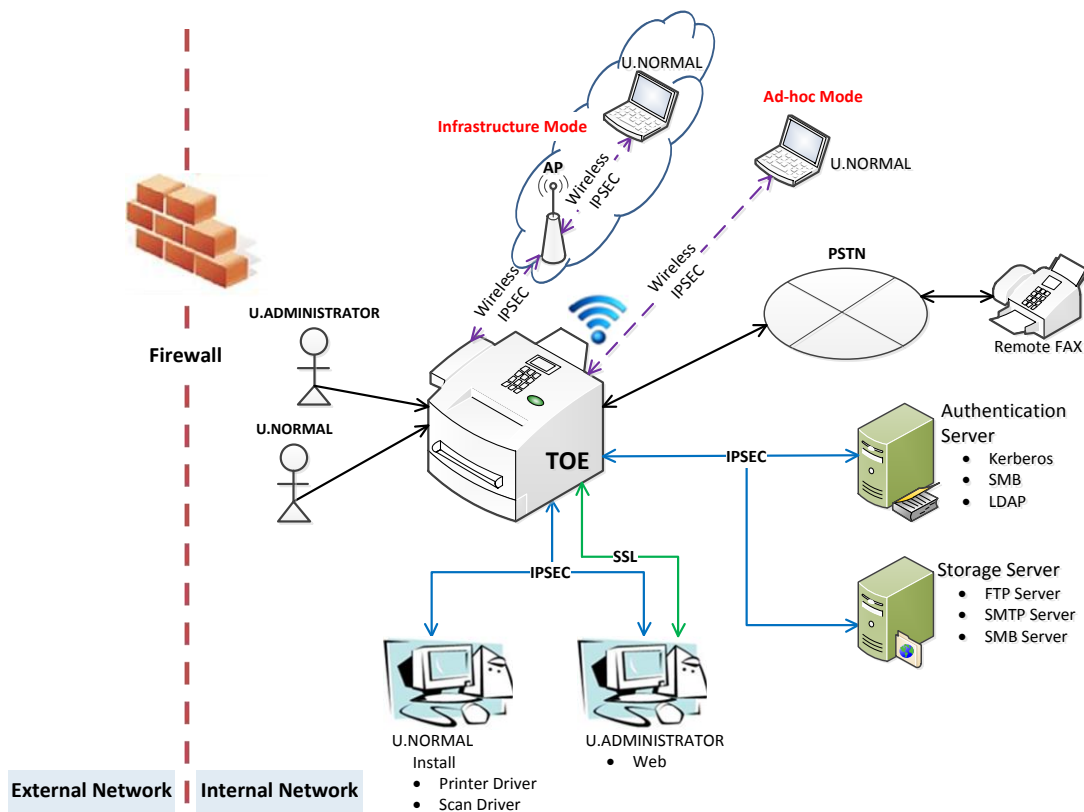 U.NORMAL
Ad-hoc Mode
Infrastructure Mode
U.NORMAL
AP
Wireless
IPSEC
Wireless
IPSEC
Wireless
IPSEC
PSTN
Remote FAX
U.ADMINISTRATOR
Firewall
U.NORMAL
TOE
IPSEC
Authentication
Server
• Kerberos
• SMB
• LDAP
SSL
IPSEC
Storage Server
• FTP Server
• SMTP Server
• SMB Server
U.NORMAL
Install
• Printer Driver
• Scan Driver
U.ADMINISTRATOR
• Web
External Network
Internal Network